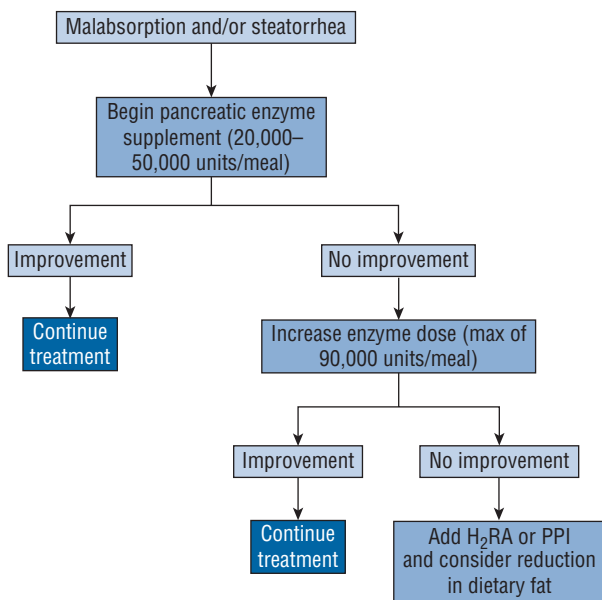 Malabsorption and/or steatorrhea
Begin pancreatic enzyme
supplement (20,000–
50,000 units/meal)
Improvement
No improvement
Continue
treatment
Increase enzyme dose (max of
90,000 units/meal)
Improvement
No improvement
Continue
treatment
Add H₂RA or PPI
and consider reduction
in dietary fat